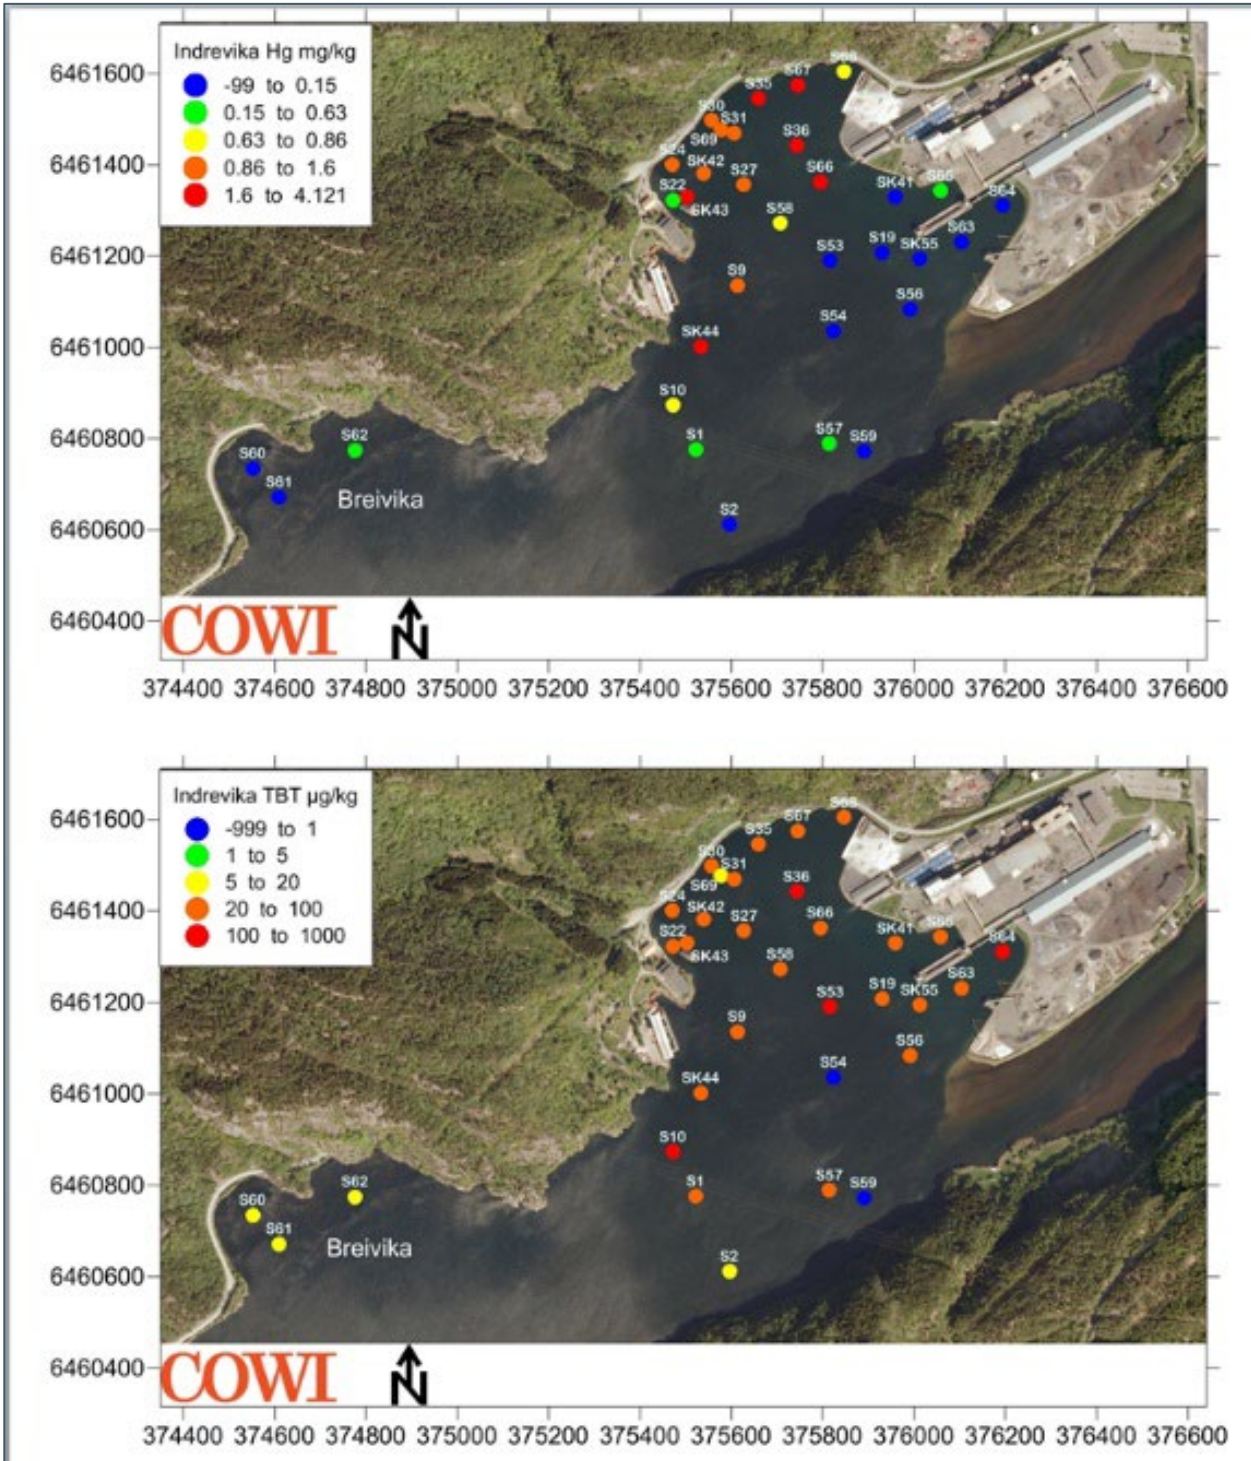 Indrevika Hg mg/kg
-99 to 0.15
0.15 to 0.63
0.63 to 0.86
0.86 to 1.6
1.6 to 4.121
6461600
6461400
6461200
6461000
6460800
6460600
6460400
S67
S35
S30
S31
S69
S36
S24
SK42
S27
S66
S22
SK43
SK41
S64
S58
S63
S53
S19
SK55
S9
S56
S54
SK44
S10
S1
S57
S59
S62
S60
S61
Breivika
S2
COWI
N
374400 374600 374800 375000 375200 375400 375600 375800 376000 376200 376400 376600
Indrevika TBT µg/kg
-999 to 1
1 to 5
5 to 20
20 to 100
100 to 1000
6461600
6461400
6461200
6461000
6460800
6460600
6460400
S67
S35
S30
S31
S69
S36
S24
SK42
S27
S66
S22
SK43
SK41
S64
S58
S63
S53
S19
SK55
S9
S56
S54
SK44
S10
S1
S57
S59
S62
S60
S61
Breivika
S2
COWI
N
374400 374600 374800 375000 375200 375400 375600 375800 376000 376200 376400 376600